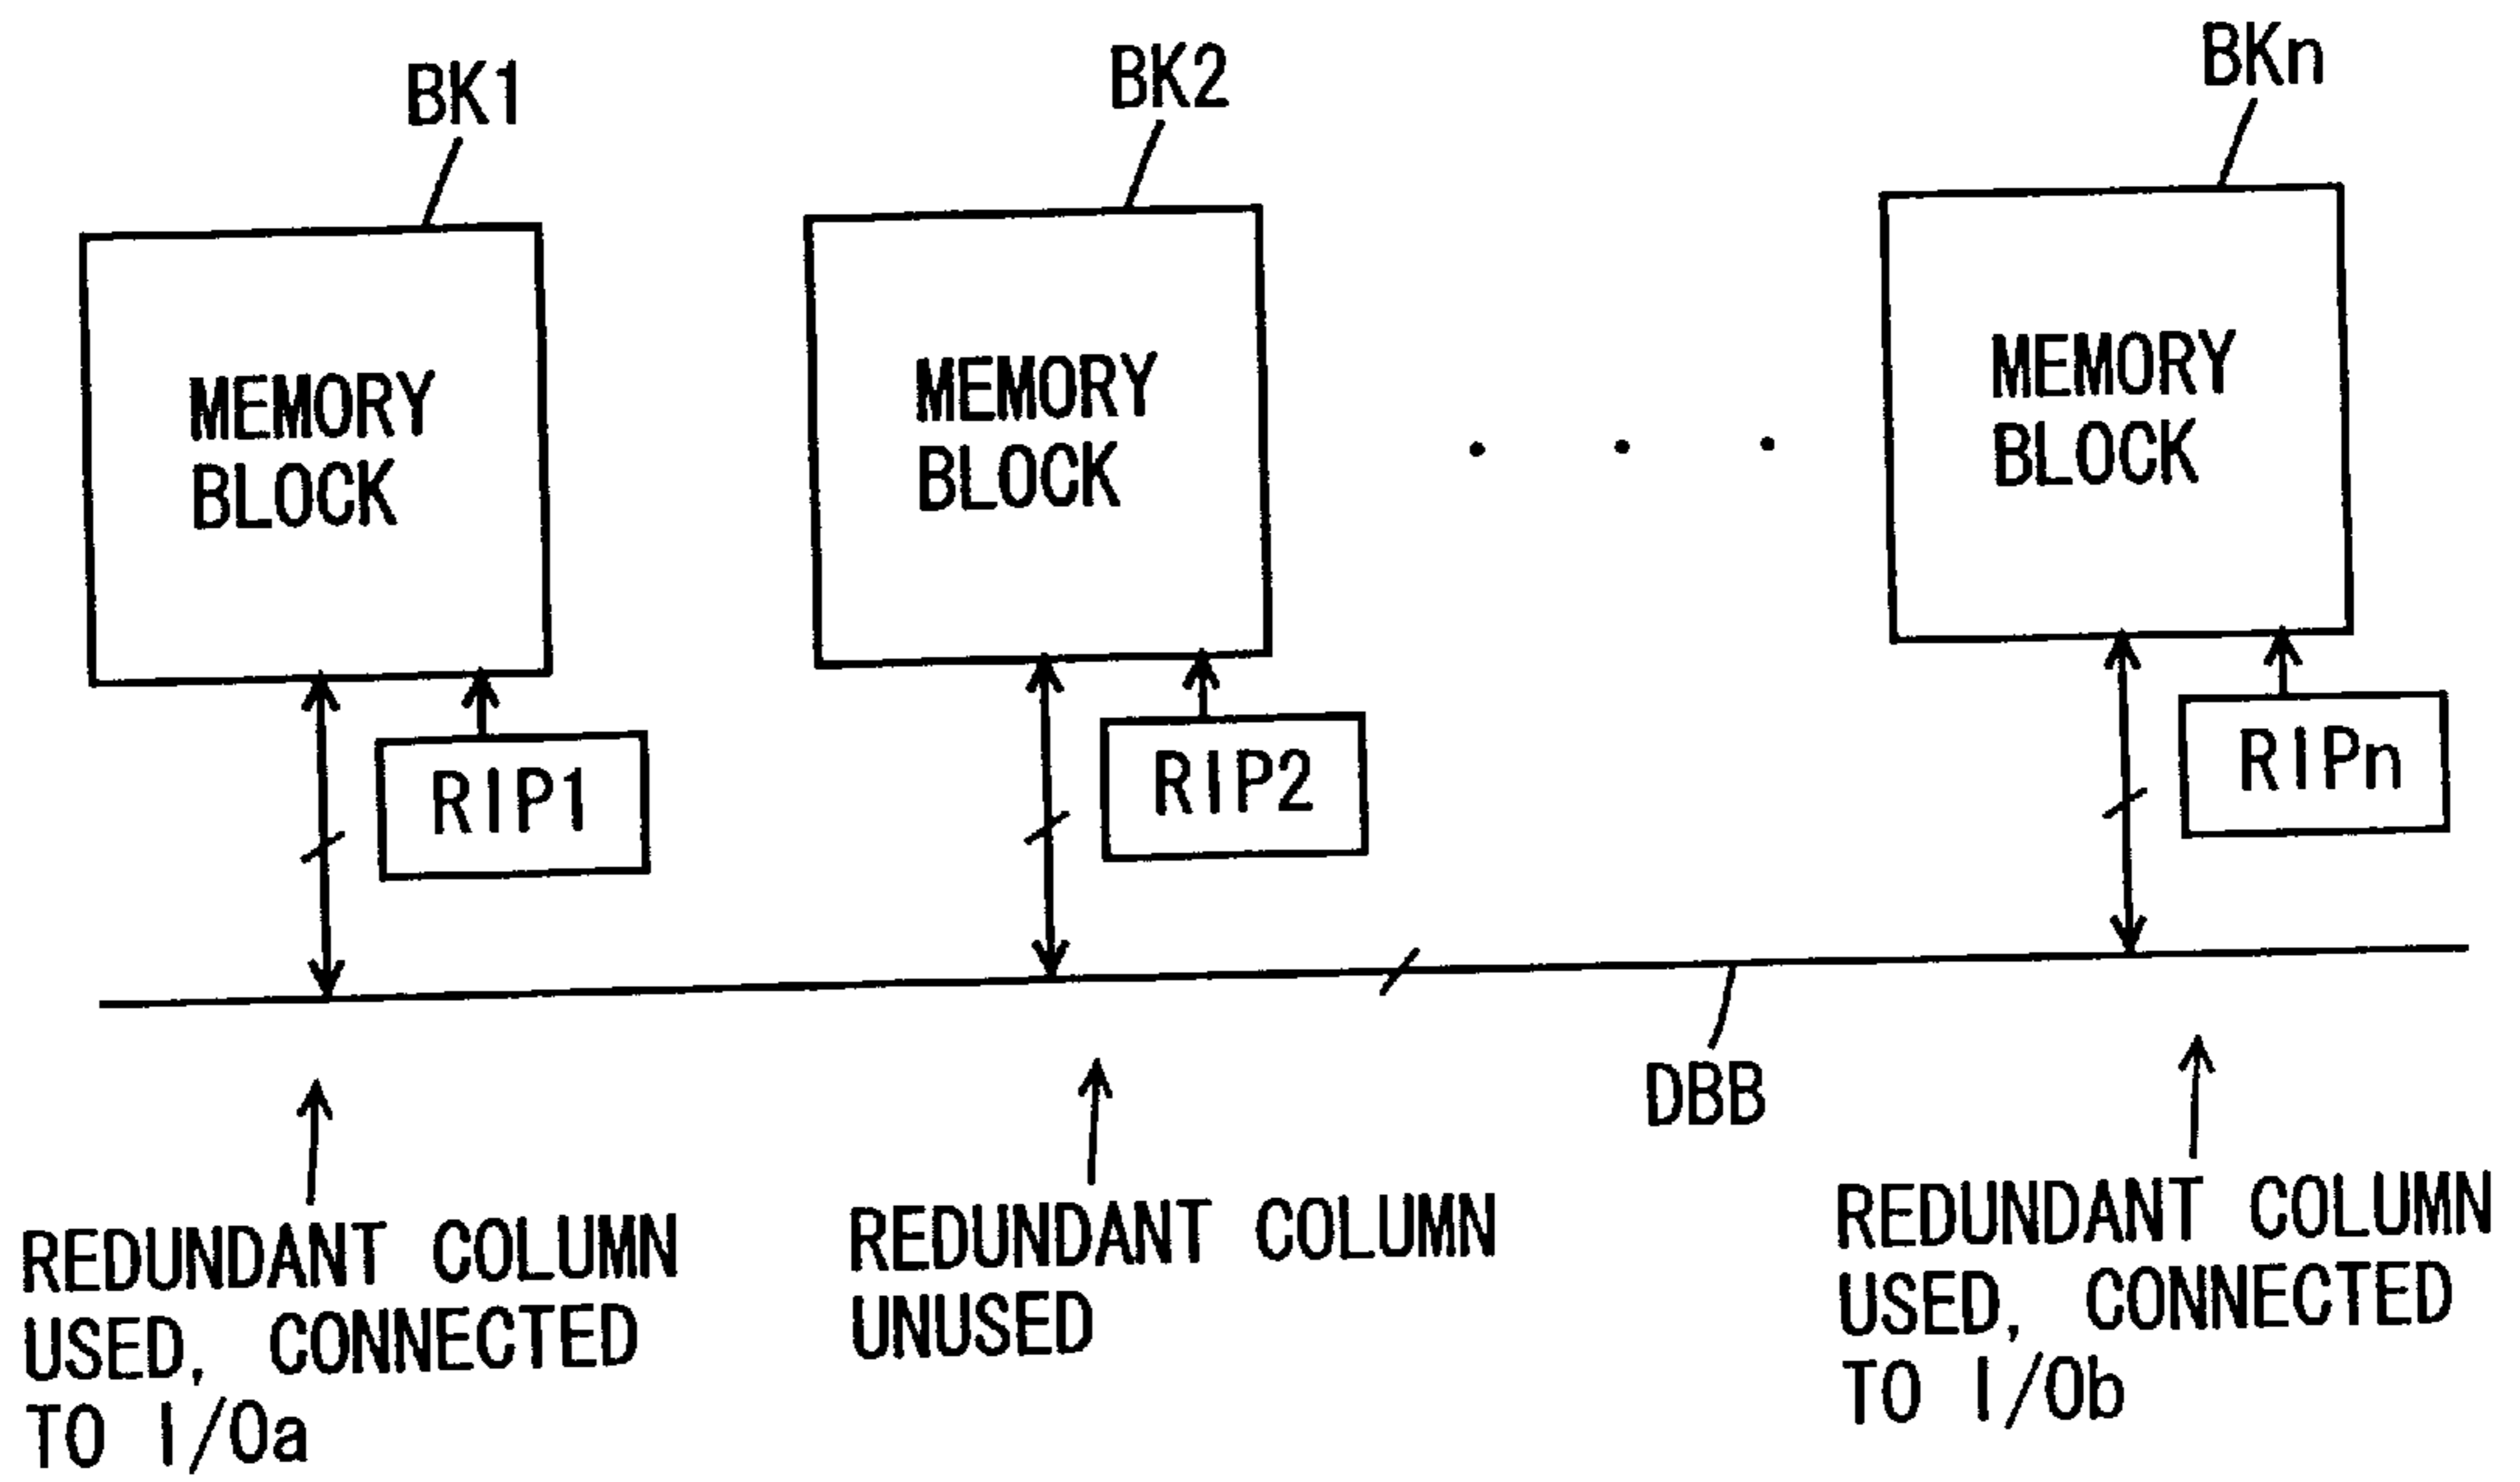 BK1
BK2
BKn
MEMORY
BLOCK
MEMORY
BLOCK
MEMORY
BLOCK
RIP1
RIP2
RIPn
DBB
REDUNDANT COLUMN
USED, CONNECTED
TO I/Oa
REDUNDANT COLUMN
UNUSED
REDUNDANT COLUMN
USED, CONNECTED
TO I/Ob